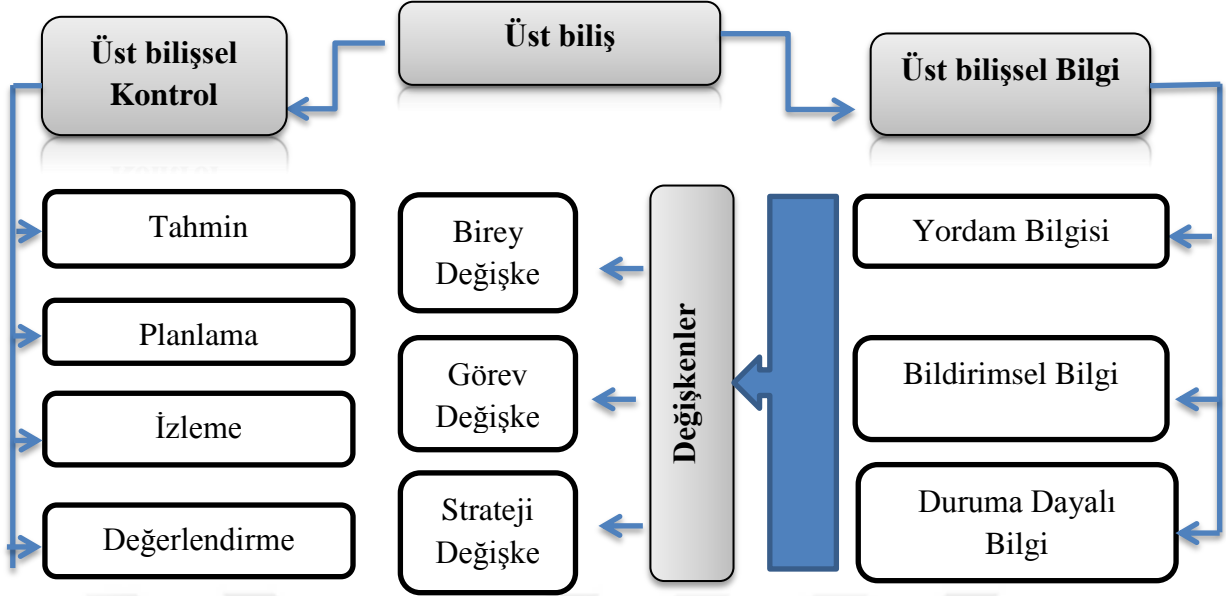 Üst bilişsel
Kontrol
Üst biliş
Üst bilişsel Bilgi
Tahmin
Planlama
İzleme
Değerlendirme
Birey
Değişke
Görev
Değişke
Strateji
Değişke
Değişkenler
Yordam Bilgisi
Bildirimsel Bilgi
Duruma Dayalı
Bilgi